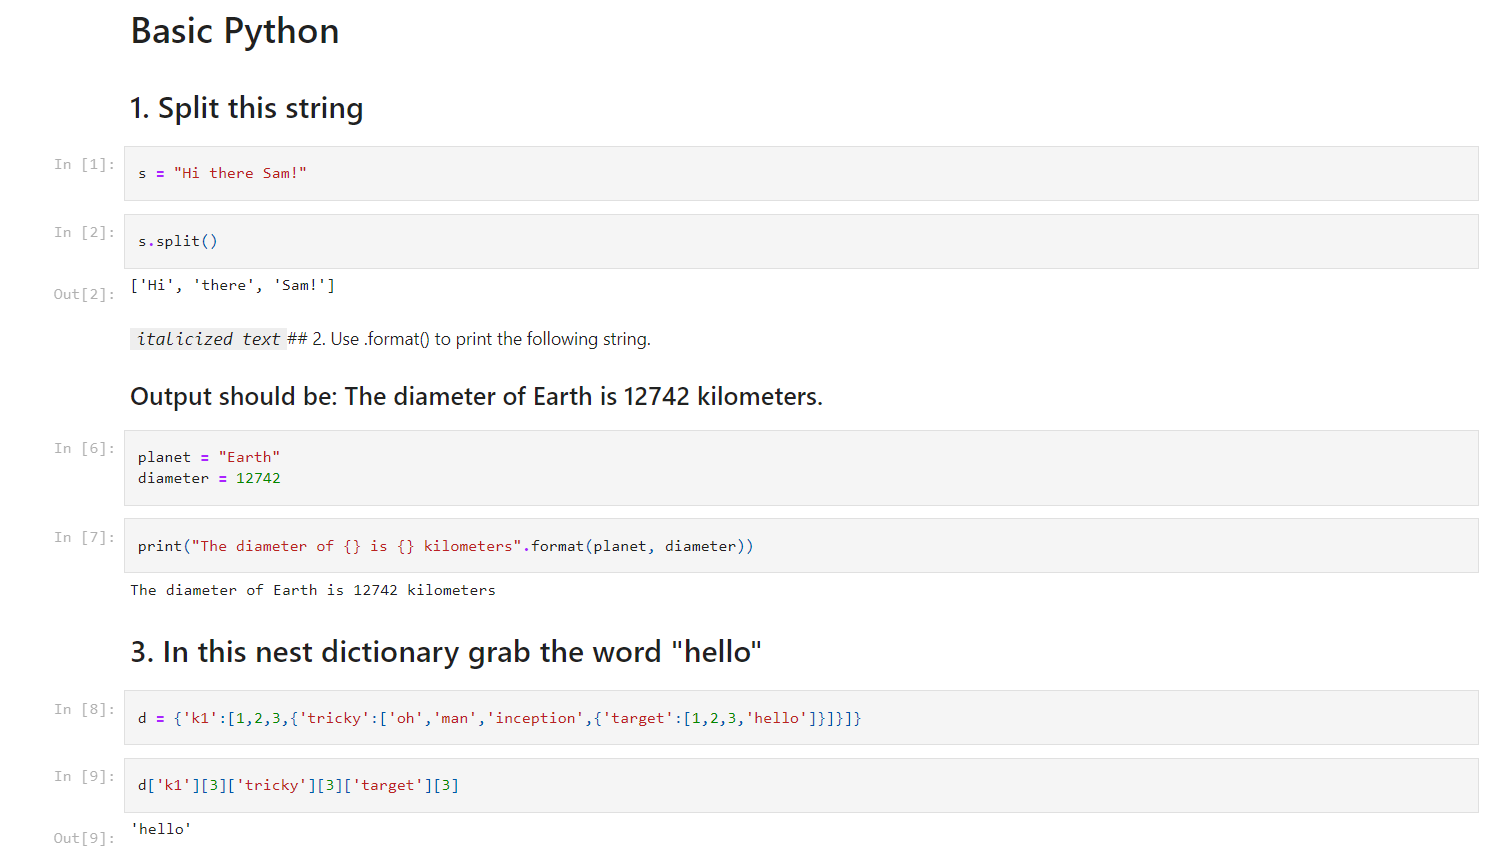 Basic Python
1. Split this string
In [1]:
s = "Hi there Sam!"
In [2]:
s.split()
Out[2]:
['Hi', 'there', 'Sam!']
italicized text ## 2. Use .format() to print the following string.
Output should be: The diameter of Earth is 12742 kilometers.
In [6]:
planet = "Earth"
diameter = 12742
In [7]:
print("The diameter of {} is {} kilometers".format(planet, diameter))
The diameter of Earth is 12742 kilometers
3. In this nest dictionary grab the word "hello"
In [8]:
d = {'k1':[1,2,3,{'tricky':['oh','man','inception',{'target':[1,2,3,'hello']}]}]}
In [9]:
d['k1'][3]['tricky'][3]['target'][3]
Out[9]:
'hello'